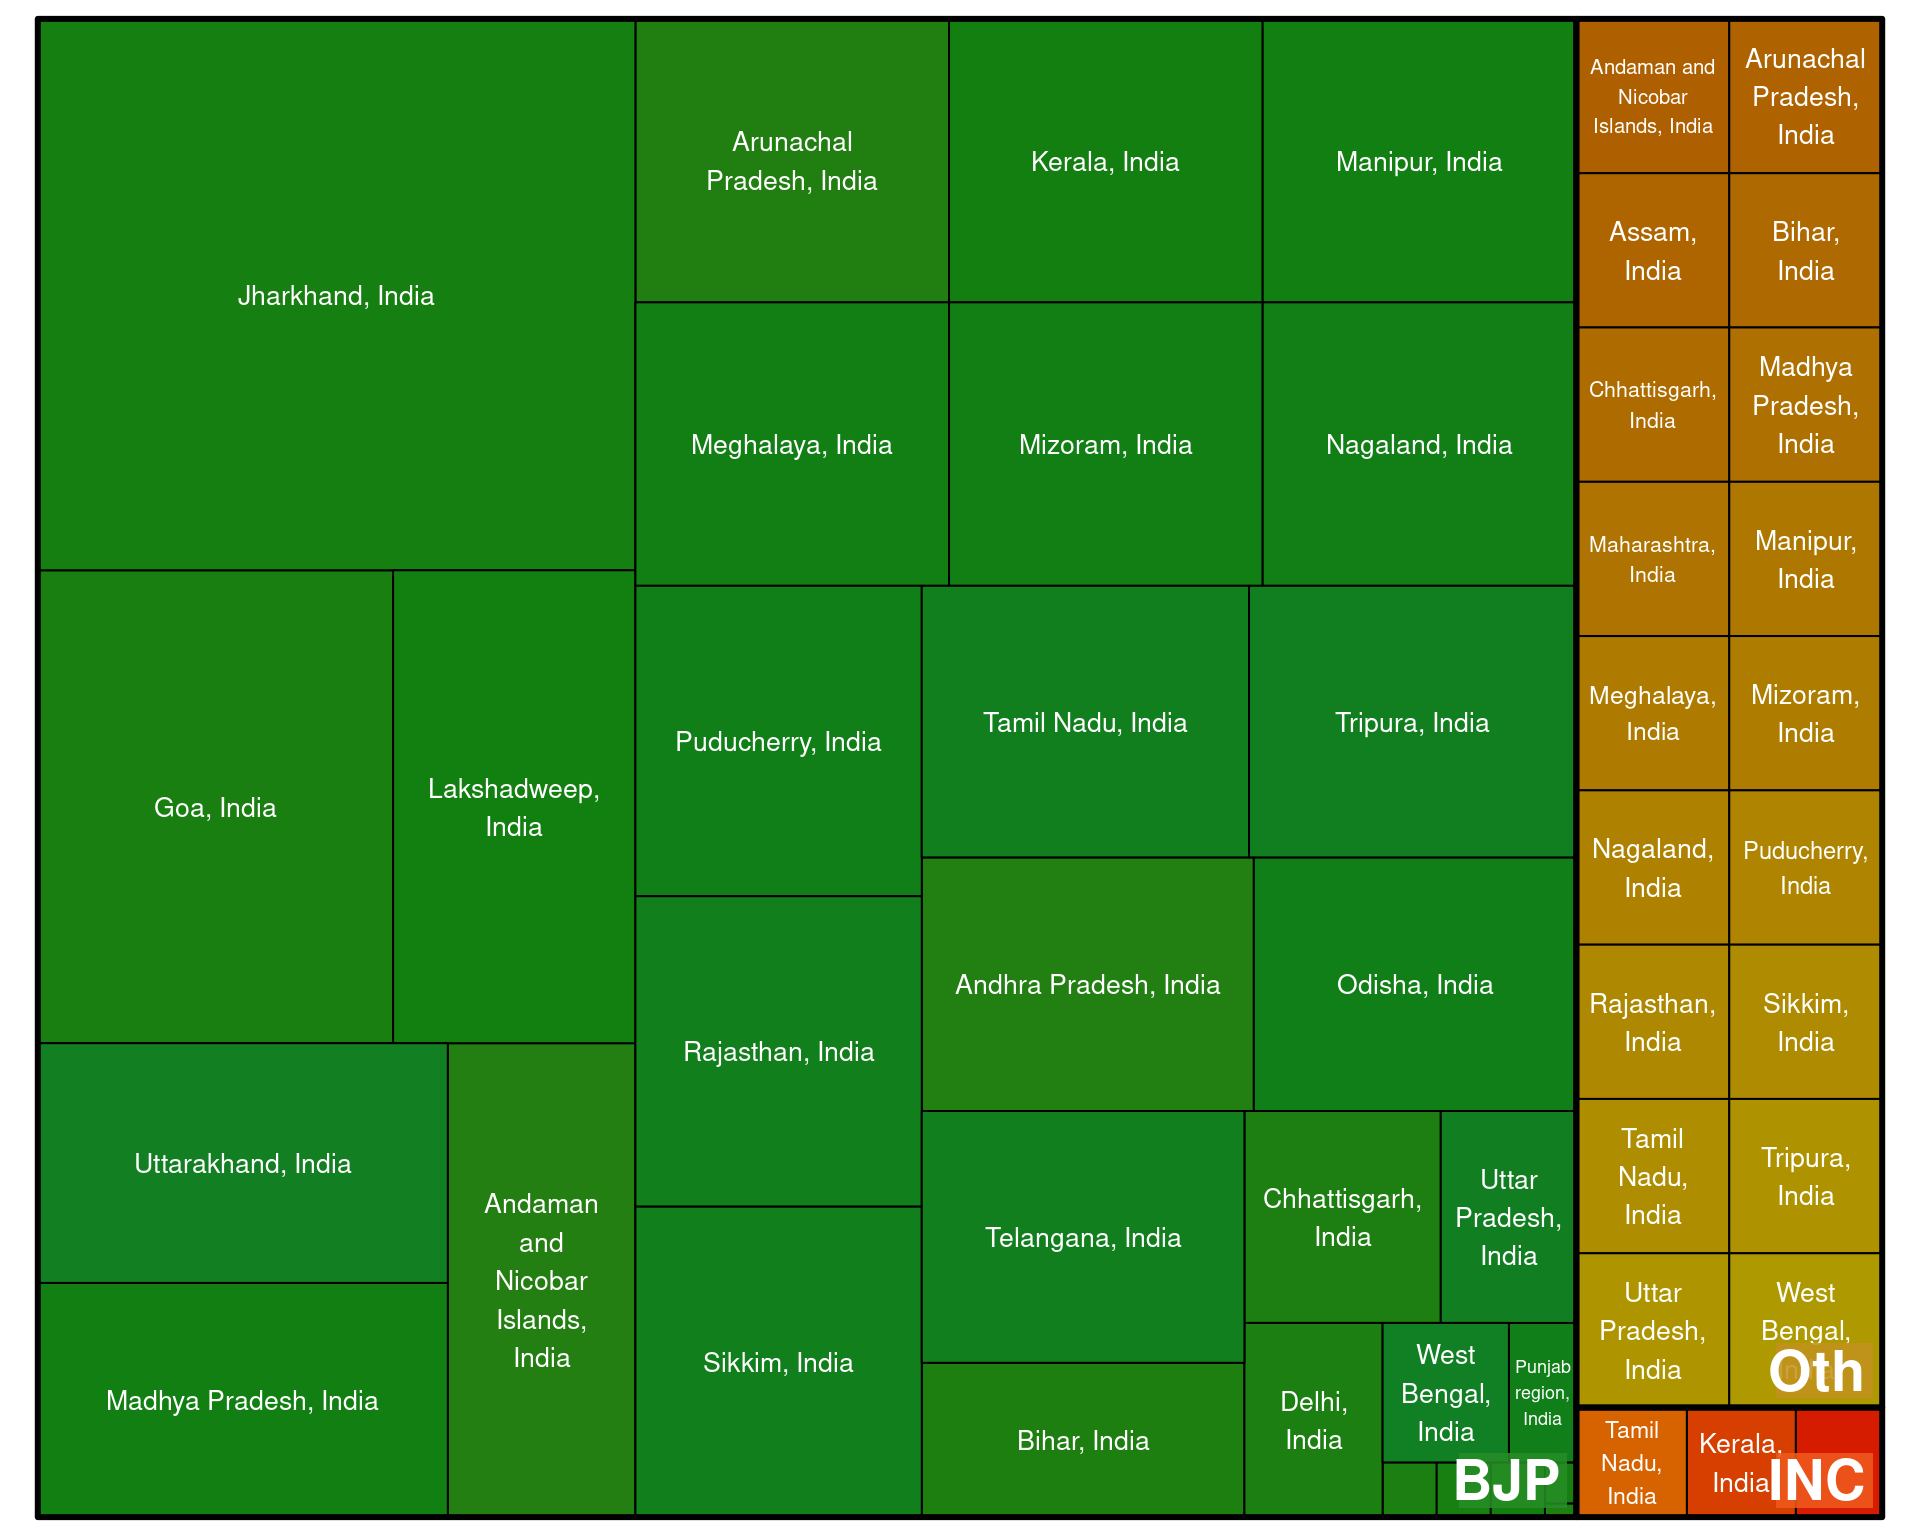 Jharkhand, India
Arunachal
Pradesh, India
Kerala, India
Manipur, India
Meghalaya, India
Mizoram, India
Nagaland, India
Goa, India
Lakshadweep,
India
Uttarakhand, India
Madhya Pradesh, India
Andaman
and
Nicobar
Islands,
India
Puducherry, India
Rajasthan, India
Sikkim, India
Tamil Nadu, India
Tripura, India
Andhra Pradesh, India
Odisha, India
Telangana, India
Bihar, India
Chhattisgarh,
India
Uttar
Pradesh,
India
Delhi,
India
West
Bengal,
India
Punjab
region,
India
BJP
Andaman and
Nicobar
Islands, India
Arunachal
Pradesh,
India
Assam,
India
Bihar,
India
Chhattisgarh,
India
Madhya
Pradesh,
India
Maharashtra,
India
Manipur,
India
Meghalaya,
India
Mizoram,
India
Nagaland,
India
Puducherry,
India
Rajasthan,
India
Sikkim,
India
Tamil
Nadu,
India
Tripura,
India
Uttar
Pradesh,
India
West
Bengal,
Oth
Tamil
Nadu,
India
Kerala,
India
INC